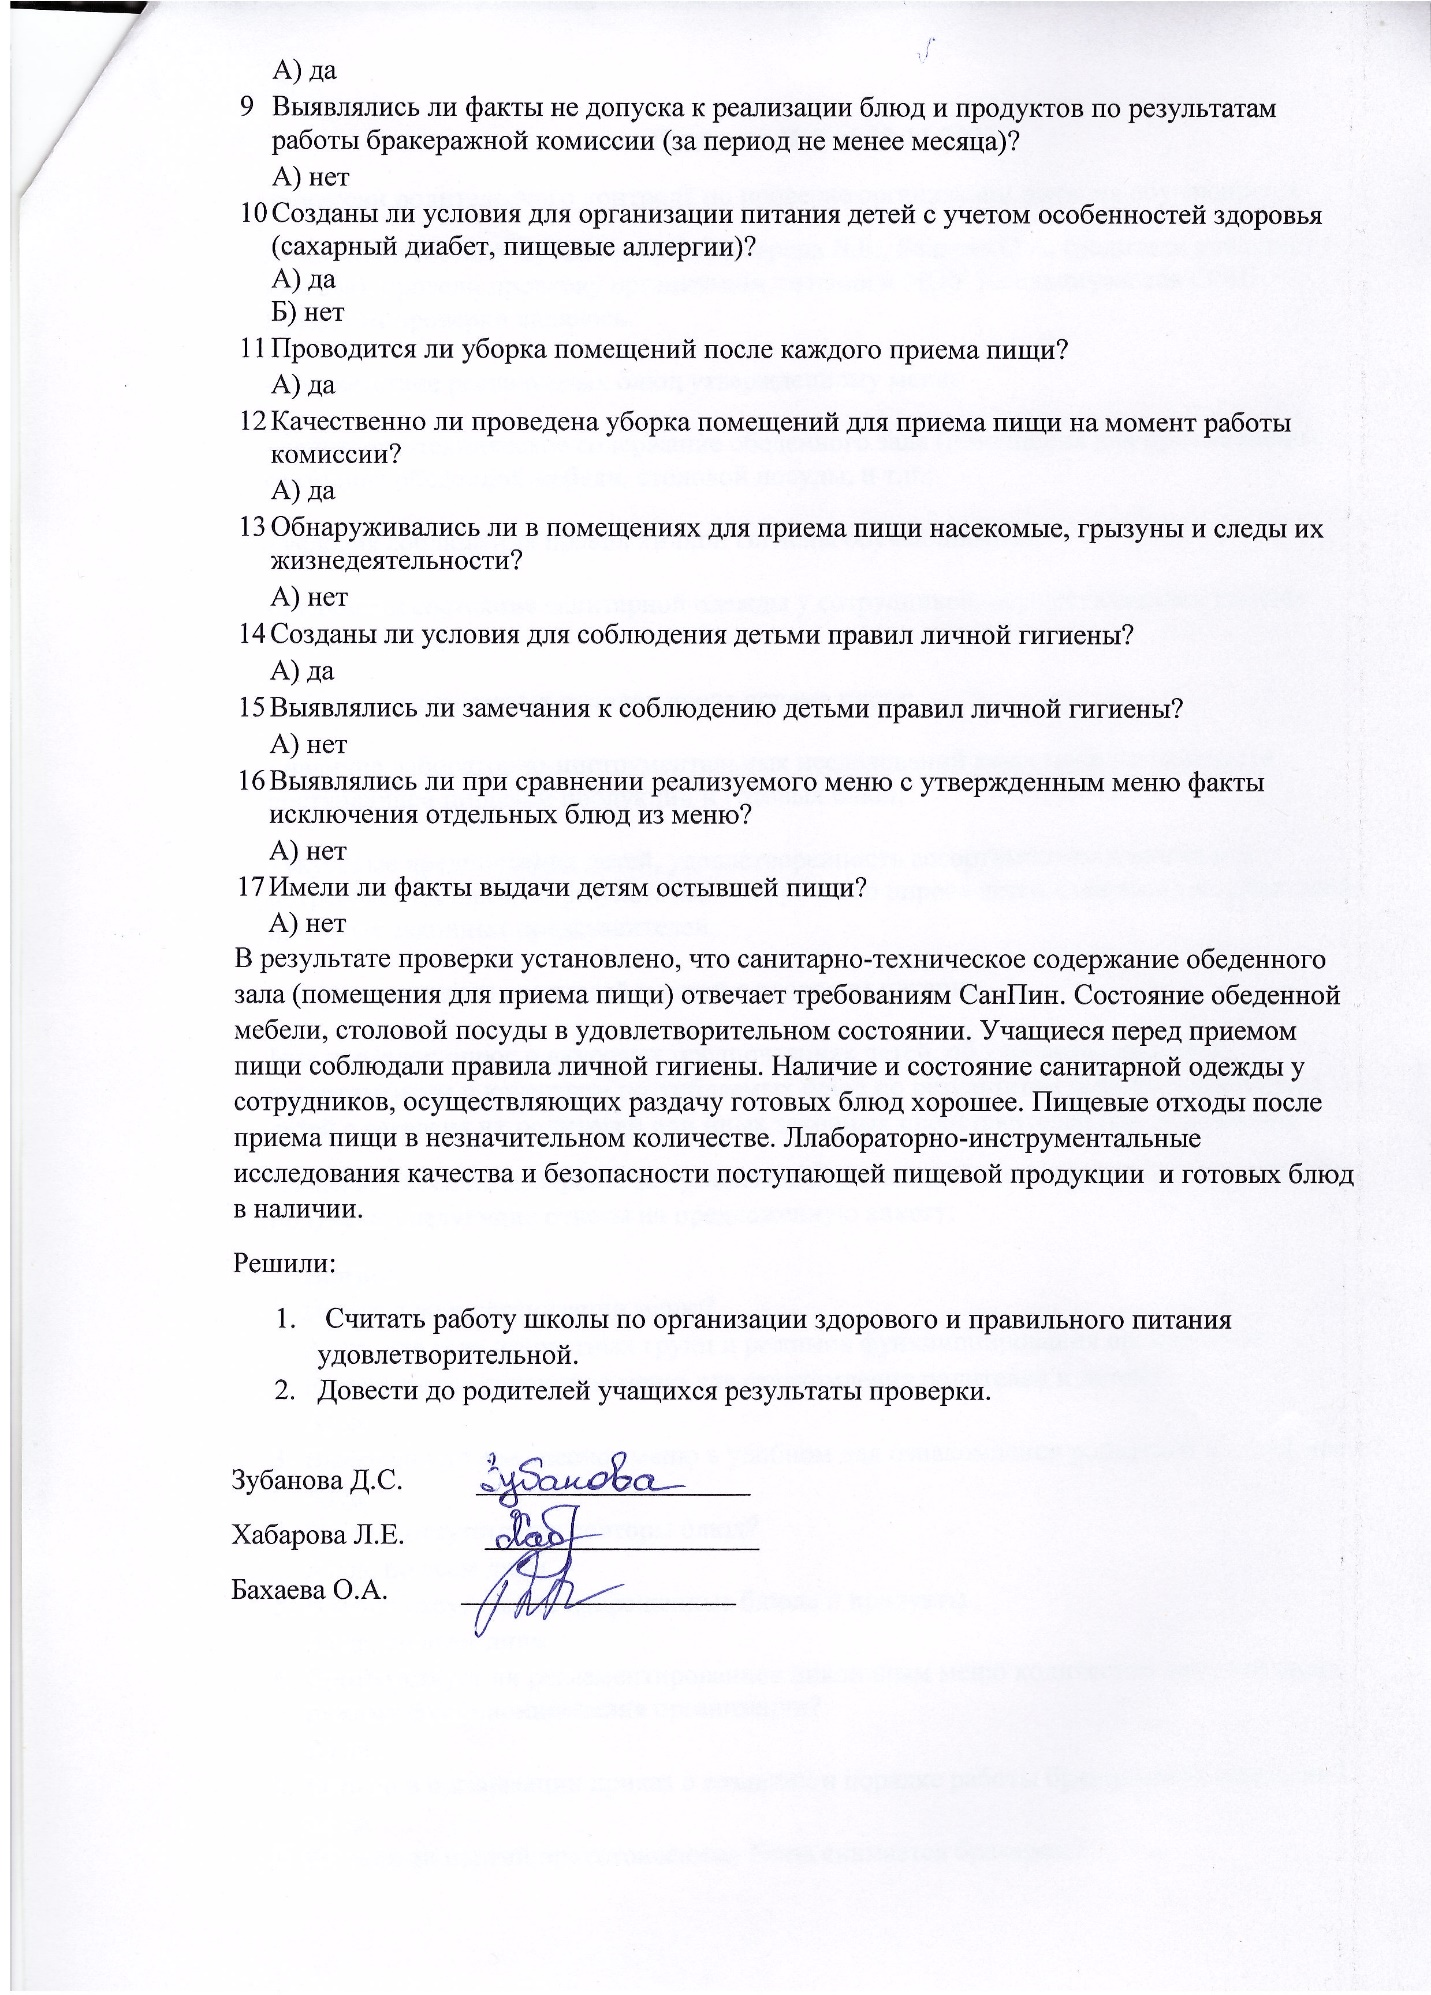 А) да
9 Выявлялись ли факты не допуска к реализации блюд и продуктов по результатам
работы бракеражной комиссии (за период не менее месяца)?
А) нет
10 Созданы ли условия для организации питания детей с учетом особенностей здоровья
(сахарный диабет, пищевые аллергии)?
А) да
Б) нет
11 Проводится ли уборка помещений после каждого приема пищи?
А) да
12 Качественно ли проведена уборка помещений для приема пищи на момент работы
комиссии?
А) да
13 Обнаруживались ли в помещениях для приема пищи насекомые, грызуны и следы их
жизнедеятельности?
А) нет
14 Созданы ли условия для соблюдения детьми правил личной гигиены?
А) да
15 Выявлялись ли замечания к соблюдению детьми правил личной гигиены?
А) нет
16 Выявлялись ли при сравнении реализуемого меню с утвержденным меню факты
исключения отдельных блюд из меню?
А) нет
17 Имели ли факты выдачи детям остывшей пищи?
А) нет
В результате проверки установлено, что санитарно-техническое содержание обеденного
зала (помещения для приема пищи) отвечает требованиям СанПин. Состояние обеденной
мебели, столовой посуды в удовлетворительном состоянии. Учащиеся перед приемом
пищи соблюдали правила личной гигиены. Наличие и состояние санитарной одежды у
сотрудников, осуществляющих раздачу готовых блюд хорошее. Пищевые отходы после
приема пищи в незначительном количестве. Ллабораторно-инструментальные
исследования качества и безопасности поступающей пищевой продукции и готовых блюд
в наличии.
Решили:
1. Считать работу школы по организации здорового и правильного питания
удовлетворительной.
2. Довести до родителей учащихся результаты проверки.
Зубанова Д.С. Зубанова
Хабарова Л.Е. Хаб
Бахаева О.А.